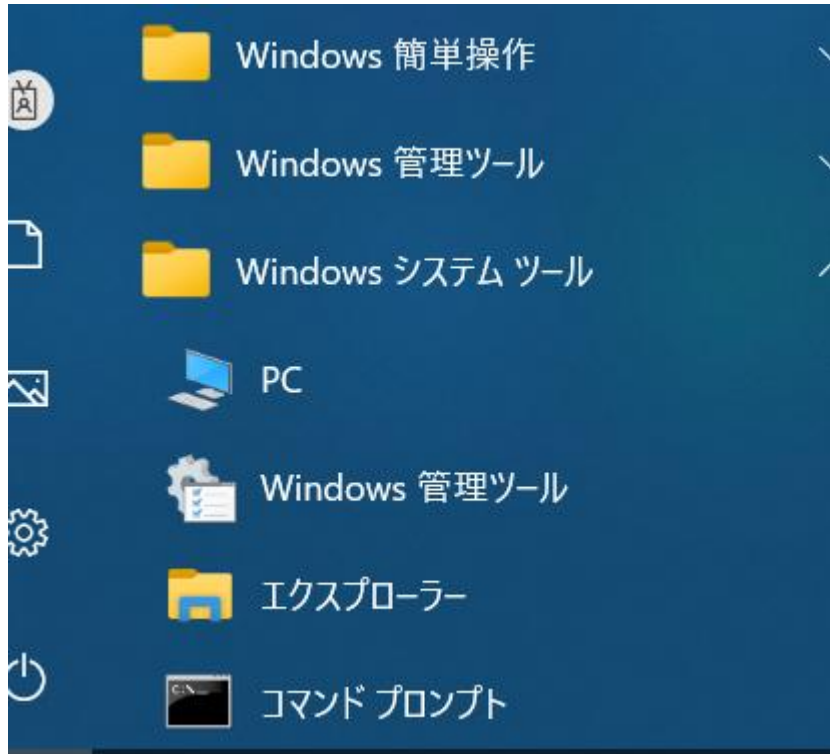 Windows 簡単操作
Windows 管理ツール
Windows システム ツール
PC
Windows 管理ツール
エクスプローラー
コマンド プロンプト